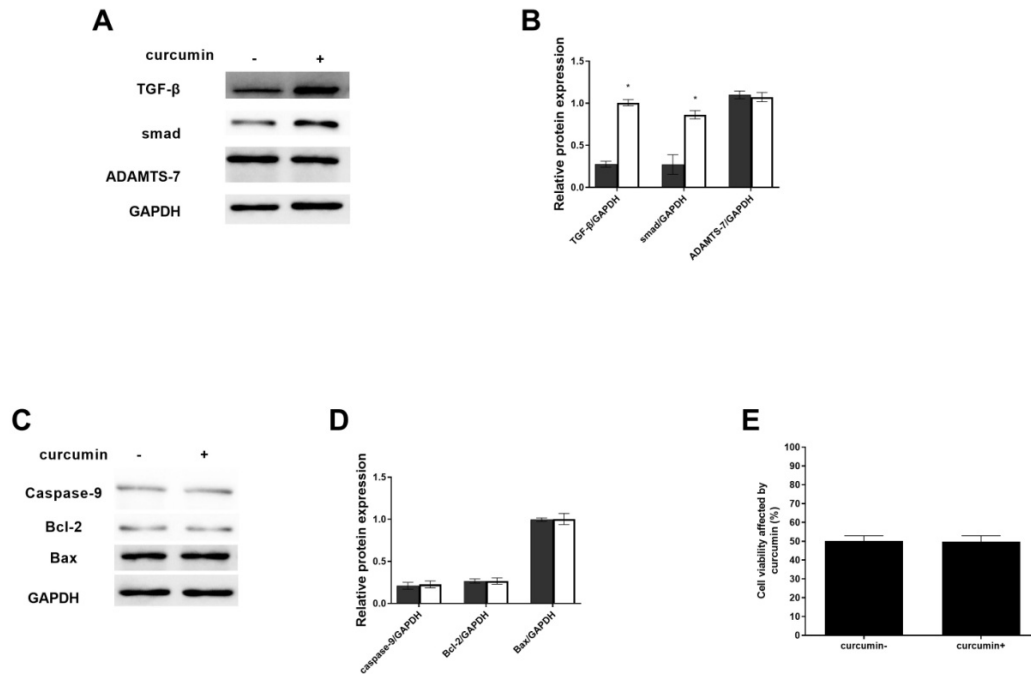 A
curcumin - +
TGF-β
smad
ADAMTS-7
GAPDH
B
Relative protein expression
1.5
1.0
0.5
0.0
* *
TGF-β/GAPDH
smad/GAPDH
ADAMTS-7/GAPDH
C
curcumin - +
Caspase-9
Bcl-2
Bax
GAPDH
D
Relative protein expression
1.5
1.0
0.5
0.0
caspase-9/GAPDH
Bcl-2/GAPDH
Bax/GAPDH
E
Cell viability affected by
curcumin (%)
100
90
80
70
60
50
40
30
20
10
0
curcumin- curcumin+